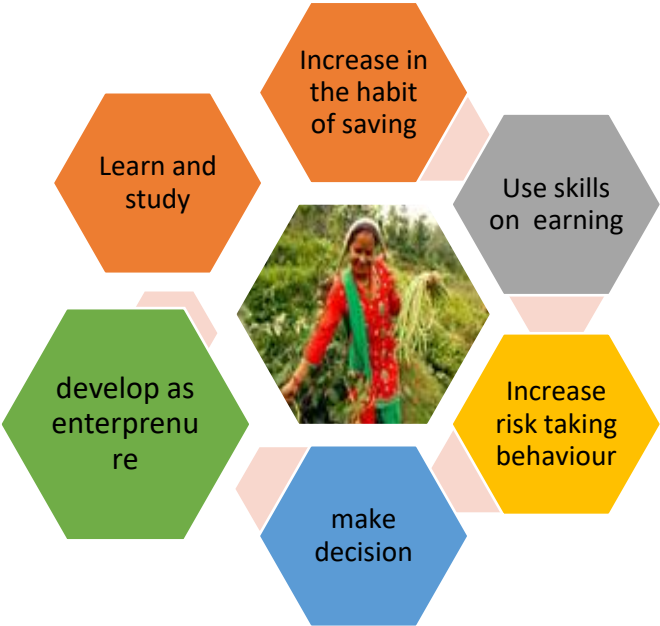 Increase in
the habit
of saving
Use skills
on earning
Increase
risk taking
behaviour
make
decision
develop as
enterprenu
re
Learn and
study